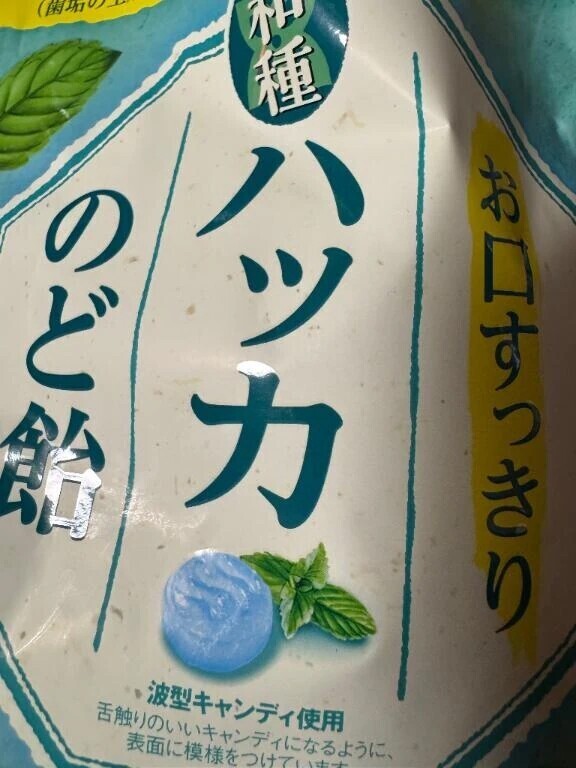 お口すっきり
和種
ハッカ
のど飴
波型キャンディ使用
舌触りのいいキャンディになるように、
表面に模様をつけています